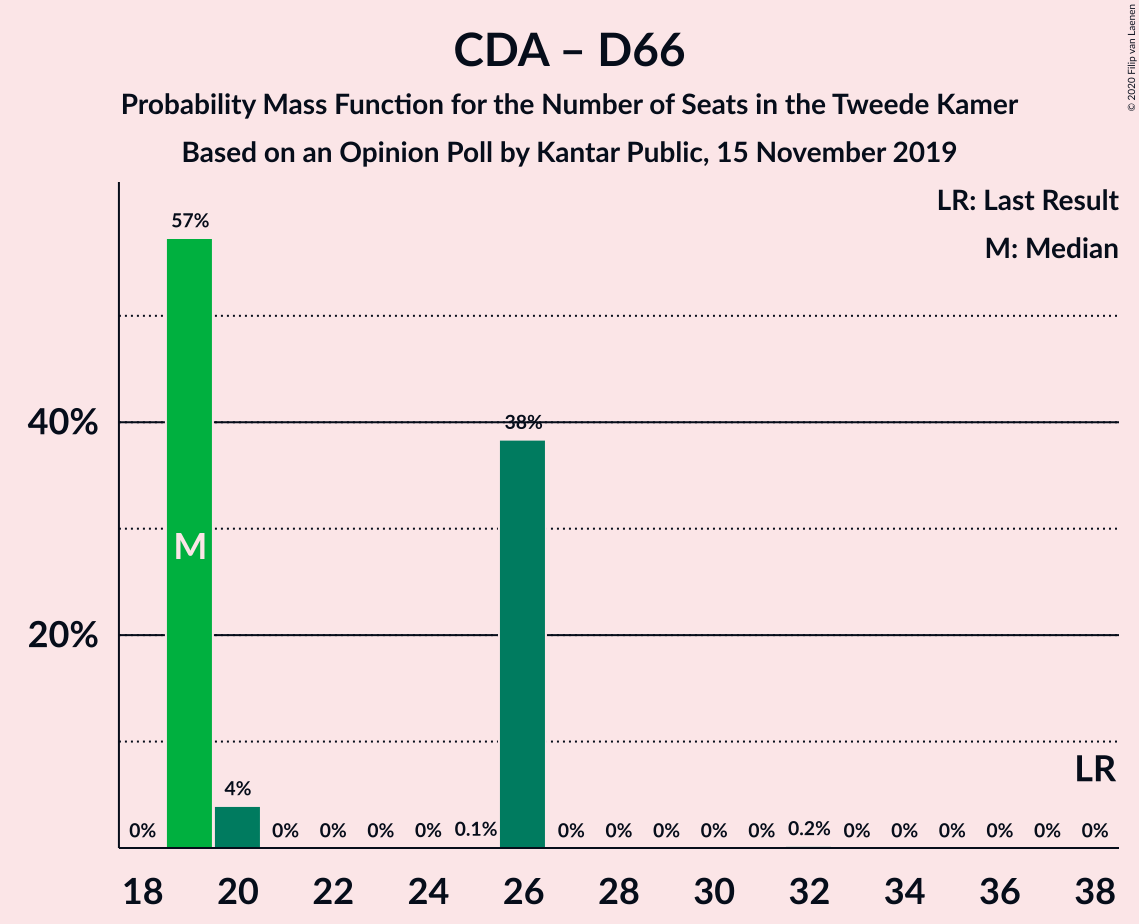 CDA – D66
Probability Mass Function for the Number of Seats in the Tweede Kamer
Based on an Opinion Poll by Kantar Public, 15 November 2019
© 2020 Filip van Laenen
LR: Last Result
M: Median
57%
40%
38%
M
20%
LR
4%
0% 0% 0% 0% 0% 0.1% 0% 0% 0% 0% 0% 0.2% 0% 0% 0% 0% 0% 0%
18 20 22 24 26 28 30 32 34 36 38